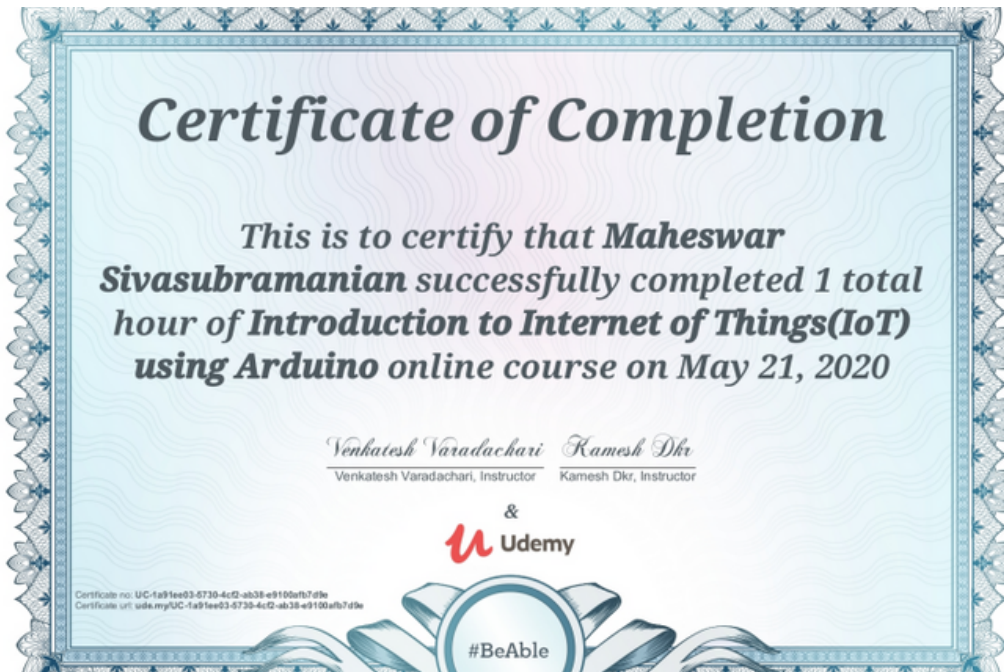 Certificate of Completion
This is to certify that Maheswar
Sivasubramanian successfully completed 1 total
hour of Introduction to Internet of Things(IoT)
using Arduino online course on May 21, 2020
Venkatesh Varadachari Kamesh Dkr
Venkatesh Varadachari, Instructor Kamesh Dkr, Instructor
&
Udemy
Certificate no: UC-1a91ee03-5730-4cf2-ab38-e9100afb7d9e
Certificate url: ude.my/UC-1a91ee03-5730-4cf2-ab38-e9100afb7d9e
#BeAble